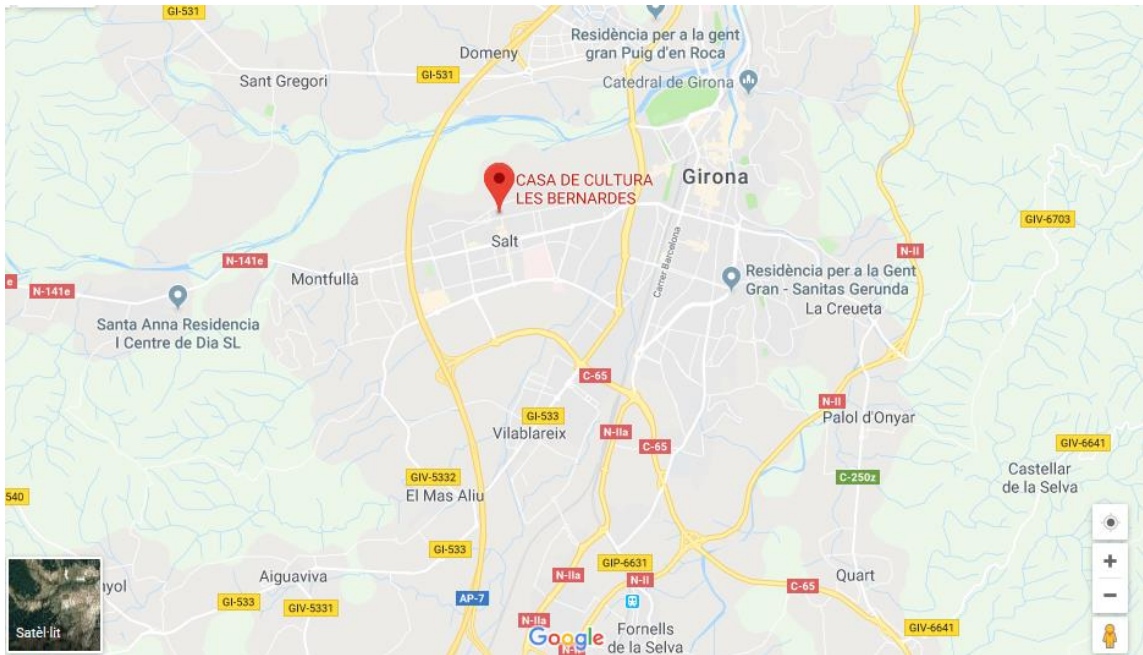 GI-531
Residència per a la gent
gran Puig d'en Roca
Domeny
GI-531
Sant Gregori
Catedral de Girona
CASA DE CULTURA
LES BERNARDES
Girona
GIV-6703
Salt
N-II
N-141e
Montfullà
Carrer Barcelona
Residència per a la Gent
Gran - Sanitas Gerunda
La Creueta
e
N-141e
Santa Anna Residencia
I Centre de Dia SL
C-65
N-II
GI-533
Vilablareix
N-IIa
Palol d'Onyar
C-65
GIV-6641
GIV-5332
C-250z
Castellar
de la Selva
El Mas Aliu
540
GI-533
GIP-6631
Aiguaviva
N-IIa
N-II
Quart
C-65
yol
GI-533
GIV-5331
AP-7
N-IIa
Fornells
de la Selva
GIV-6641
Satèl·lit
Google